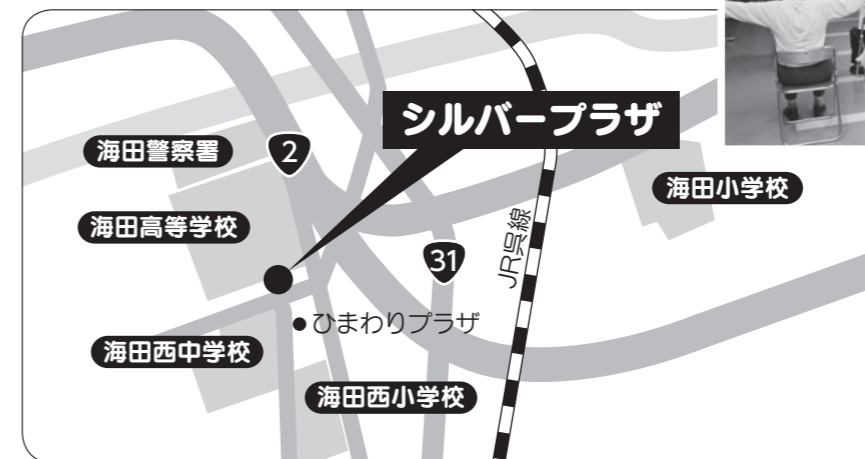 シルバープラザ
海田警察署
2
海田小学校
海田高等学校
31
JR呉線
ひまわりプラザ
海田西中学校
海田西小学校